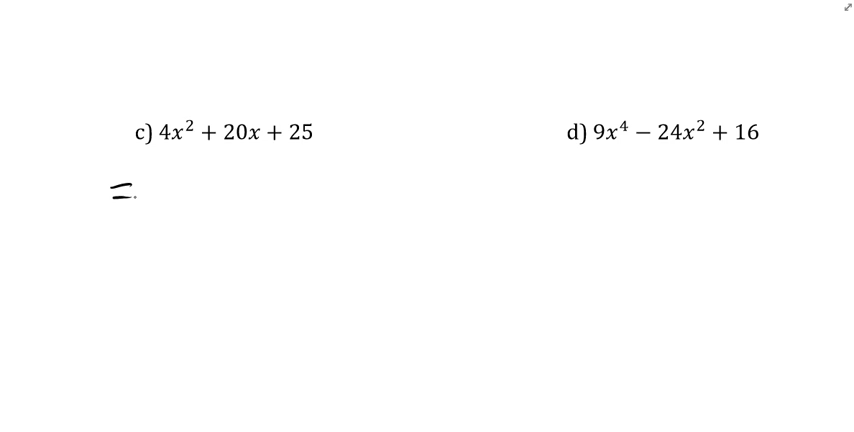 c) 4x² + 20x + 25
d) 9x⁴ − 24x² + 16
=